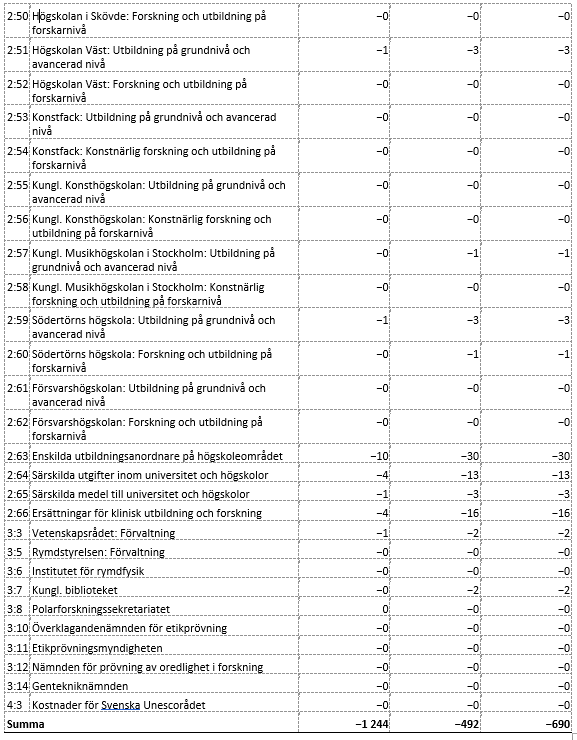 2:50 Högskolan i Skövde: Forskning och utbildning på −0 −0 −0
forskarnivå
2:51 Högskolan Väst: Utbildning på grundnivå och −1 −3 −3
avancerad nivå
2:52 Högskolan Väst: Forskning och utbildning på −0 −0 −0
forskarnivå
2:53 Konstfack: Utbildning på grundnivå och avancerad −0 −0 −0
nivå
2:54 Konstfack: Konstnärlig forskning och utbildning på −0 −0 −0
forskarnivå
2:55 Kungl. Konsthögskolan: Utbildning på grundnivå och −0 −0 −0
avancerad nivå
2:56 Kungl. Konsthögskolan: Konstnärlig forskning och −0 −0 −0
utbildning på forskarnivå
2:57 Kungl. Musikhögskolan i Stockholm: Utbildning på −0 −1 −1
grundnivå och avancerad nivå
2:58 Kungl. Musikhögskolan i Stockholm: Konstnärlig −0 −0 −0
forskning och utbildning på forskarnivå
2:59 Södertörns högskola: Utbildning på grundnivå och −1 −3 −3
avancerad nivå
2:60 Södertörns högskola: Forskning och utbildning på −0 −1 −1
forskarnivå
2:61 Försvarshögskolan: Utbildning på grundnivå och −0 −0 −0
avancerad nivå
2:62 Försvarshögskolan: Forskning och utbildning på −0 −0 −0
forskarnivå
2:63 Enskilda utbildningsanordnare på högskoleområdet −10 −30 −30
2:64 Särskilda utgifter inom universitet och högskolor −4 −13 −13
2:65 Särskilda medel till universitet och högskolor −1 −3 −3
2:66 Ersättningar för klinisk utbildning och forskning −4 −16 −16
3:3 Vetenskapsrådet: Förvaltning −1 −2 −2
3:5 Rymdstyrelsen: Förvaltning −0 −0 −0
3:6 Institutet för rymdfysik −0 −0 −0
3:7 Kungl. biblioteket −0 −2 −2
3:8 Polarforskningssekretariatet 0 −0 −0
3:10 Överklagandenämnden för etikprövning −0 −0 −0
3:11 Etikprövningsmyndigheten −0 −0 −0
3:12 Nämnden för prövning av oredlighet i forskning −0 −0 −0
3:14 Gentekniknämnden −0 −0 −0
4:3 Kostnader för Svenska Unescorådet −0 −0 −0
Summa −1 244 −492 −690